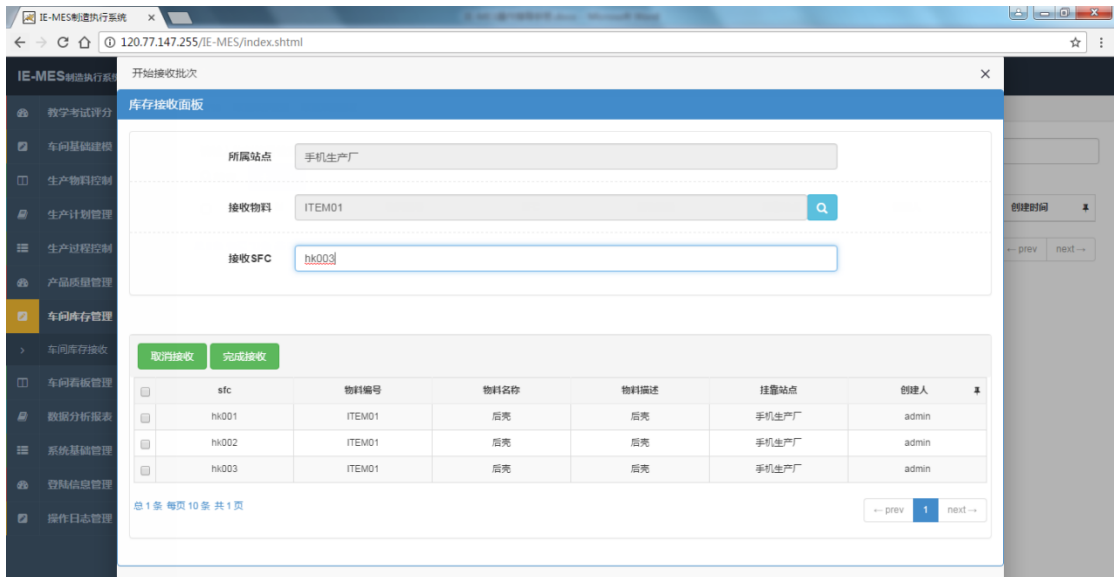 IE-MES制造执行系统
120.77.147.255/IE-MES/index.shtml
IE-MES制造执行系统
开始接收批次
库存接收面板
教学考试评分
车间基础建模
生产物料控制
生产计划管理
生产过程控制
产品质量管理
车间库存管理
车间库存接收
车间看板管理
数据分析报表
系统基础管理
登陆信息管理
操作日志管理
所属站点 手机生产厂
接收物料 ITEM01
接收SFC hk003
创建时间
← prev next →
取消接收 完成接收
sfc 物料编号 物料名称 物料描述 挂靠站点 创建人
hk001 ITEM01 后壳 后壳 手机生产厂 admin
hk002 ITEM01 后壳 后壳 手机生产厂 admin
hk003 ITEM01 后壳 后壳 手机生产厂 admin
总 1 条 每页 10 条 共 1 页
← prev 1 next →